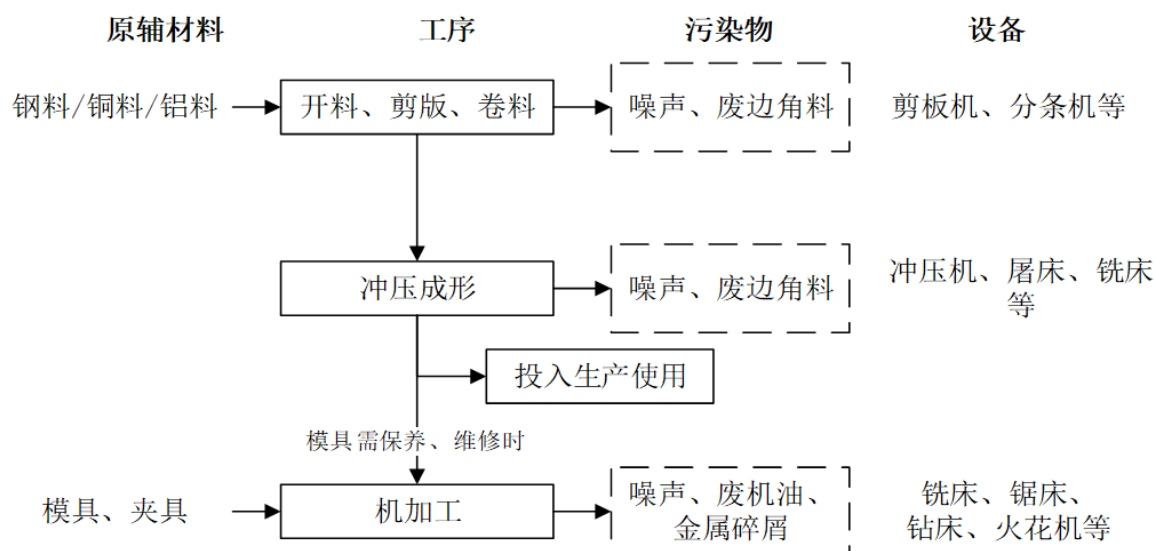 原辅材料 工序 污染物 设备
钢料/铜料/铝料 开料、剪版、卷料 噪声、废边角料 剪板机、分条机等
冲压成形 噪声、废边角料 冲压机、屠床、铣床
等
投入生产使用
模具需保养、维修时
模具、夹具 机加工 噪声、废机油、 铣床、锯床、
金属碎屑 钻床、火花机等